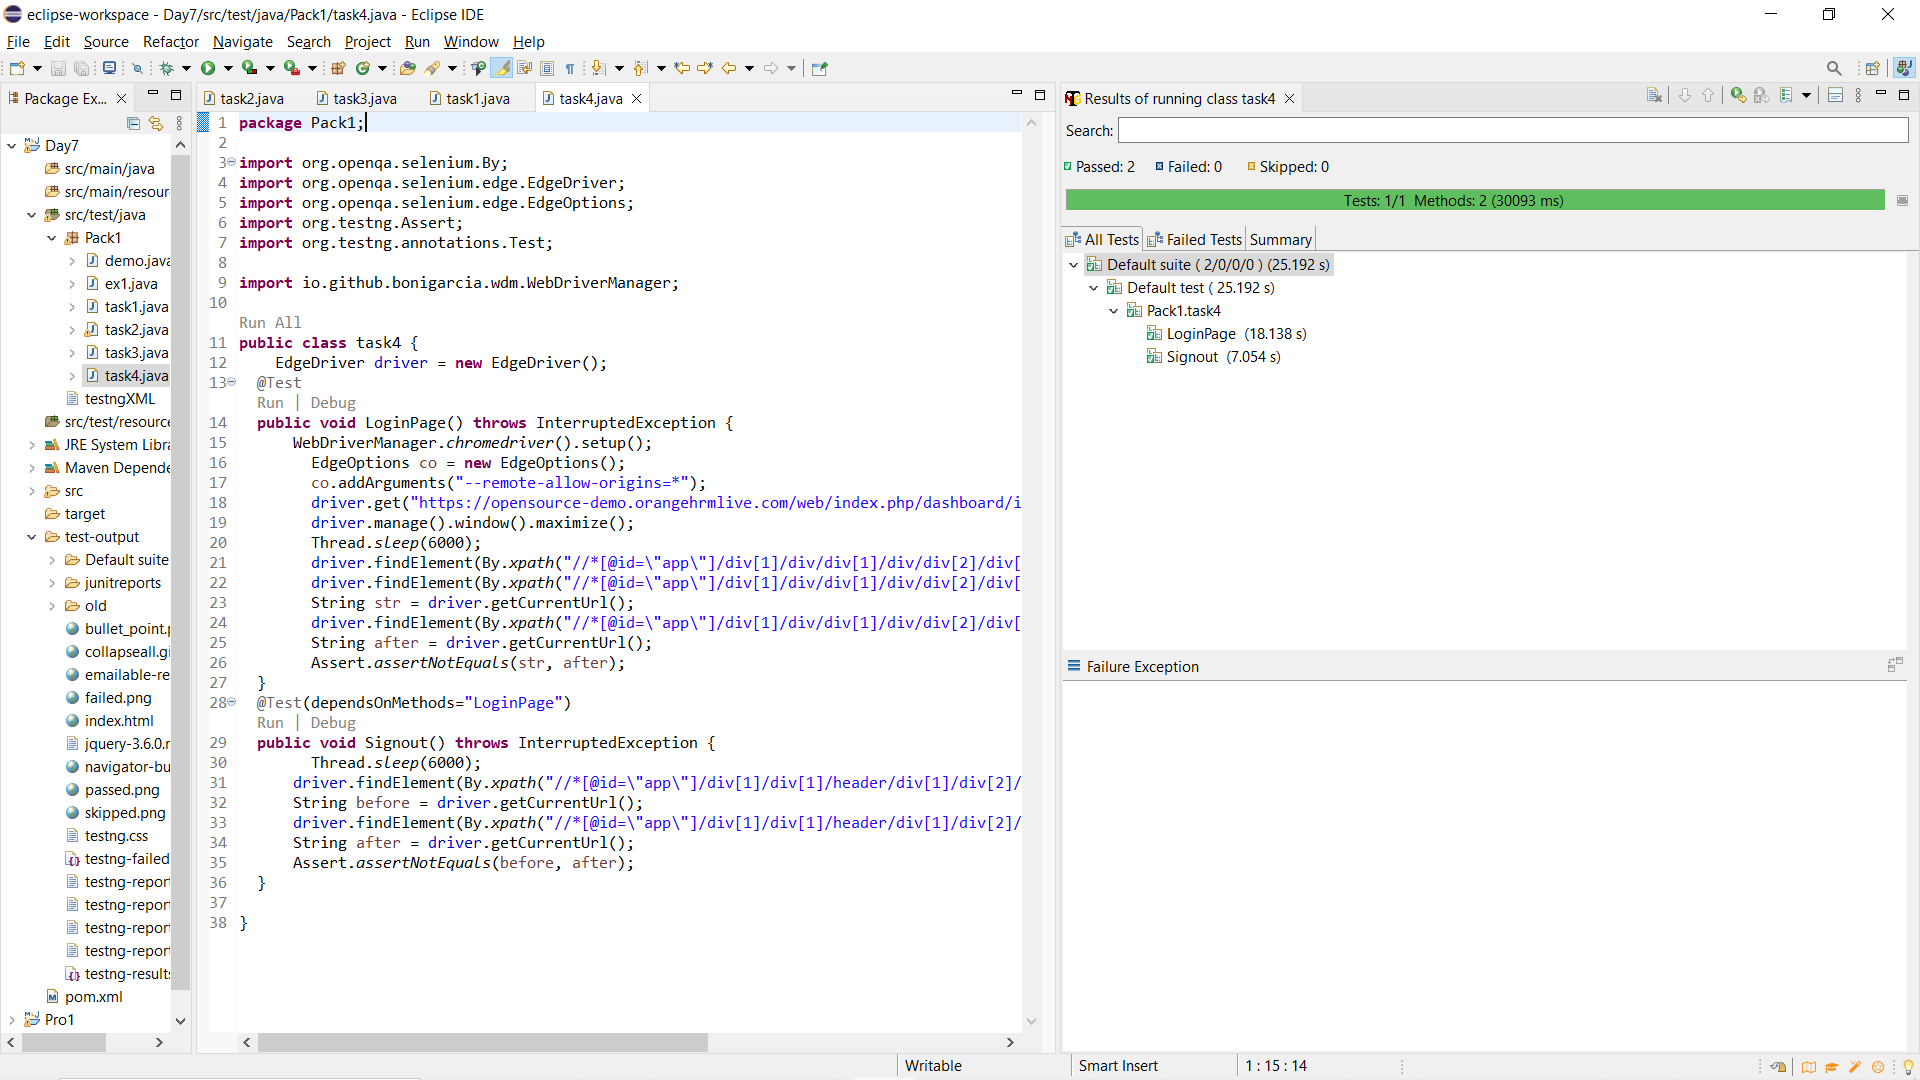 eclipse-workspace - Day7/src/test/java/Pack1/task4.java - Eclipse IDE
File Edit Source Refactor Navigate Search Project Run Window Help
Package Ex...
Day7
src/main/java
src/main/resour
src/test/java
Pack1
demo.java
ex1.java
task1.java
task2.java
task3.java
task4.java
testngXML
src/test/resource
JRE System Libra
Maven Depende
src
target
test-output
Default suite
junitreports
old
bullet_point.p
collapseall.gi
emailable-re
failed.png
index.html
jquery-3.6.0.r
navigator-bu
passed.png
skipped.png
testng.css
testng-failed
testng-report
testng-report
testng-report
testng-report
testng-results
pom.xml
Pro1
task2.java task3.java task1.java task4.java
1 package Pack1;
2
3 import org.openqa.selenium.By;
4 import org.openqa.selenium.edge.EdgeDriver;
5 import org.openqa.selenium.edge.EdgeOptions;
6 import org.testng.Assert;
7 import org.testng.annotations.Test;
8
9 import io.github.bonigarcia.wdm.WebDriverManager;
10
Run All
11 public class task4 {
12 EdgeDriver driver = new EdgeDriver();
13 @Test
Run | Debug
14 public void LoginPage() throws InterruptedException {
15 WebDriverManager.chromedriver().setup();
16 EdgeOptions co = new EdgeOptions();
17 co.addArguments("--remote-allow-origins=*");
18 driver.get("https://opensource-demo.orangehrmlive.com/web/index.php/dashboard/i
19 driver.manage().window().maximize();
20 Thread.sleep(6000);
21 driver.findElement(By.xpath("//*[@id=\"app\"]/div[1]/div/div[1]/div/div[2]/div[
22 driver.findElement(By.xpath("//*[@id=\"app\"]/div[1]/div/div[1]/div/div[2]/div[
23 String str = driver.getCurrentUrl();
24 driver.findElement(By.xpath("//*[@id=\"app\"]/div[1]/div/div[1]/div/div[2]/div[
25 String after = driver.getCurrentUrl();
26 Assert.assertNotEquals(str, after);
27 }
28 @Test(dependsOnMethods="LoginPage")
Run | Debug
29 public void Signout() throws InterruptedException {
30 Thread.sleep(6000);
31 driver.findElement(By.xpath("//*[@id=\"app\"]/div[1]/div[1]/header/div[1]/div[2]/
32 String before = driver.getCurrentUrl();
33 driver.findElement(By.xpath("//*[@id=\"app\"]/div[1]/div[1]/header/div[1]/div[2]/
34 String after = driver.getCurrentUrl();
35 Assert.assertNotEquals(before, after);
36 }
37
38 }
Results of running class task4
Search:
Passed: 2 Failed: 0 Skipped: 0
Tests: 1/1 Methods: 2 (30093 ms)
All Tests Failed Tests Summary
Default suite ( 2/0/0/0 ) (25.192 s)
Default test ( 25.192 s)
Pack1.task4
LoginPage (18.138 s)
Signout (7.054 s)
Failure Exception
Writable Smart Insert 1 : 15 : 14